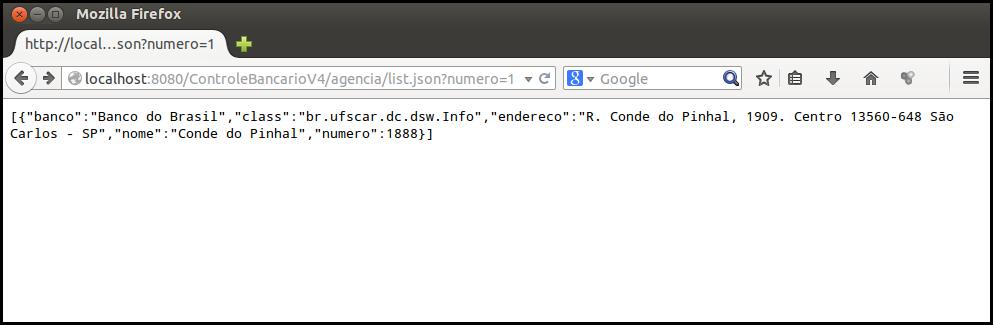 Mozilla Firefox
http://local...son?numero=1
localhost:8080/ControleBancarioV4/agencia/list.json?numero=1
Google
[{"banco":"Banco do Brasil","class":"br.ufscar.dc.dsw.Info","endereco":"R. Conde do Pinhal, 1909. Centro 13560-648 São
Carlos - SP","nome":"Conde do Pinhal","numero":1888}]